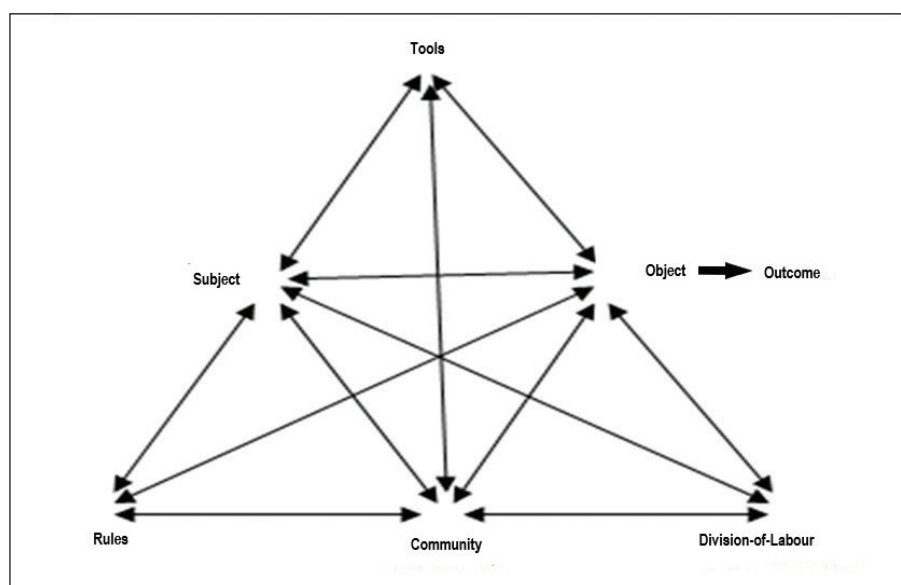 Tools
Subject
Object
Outcome
Rules
Community
Division-of-Labour